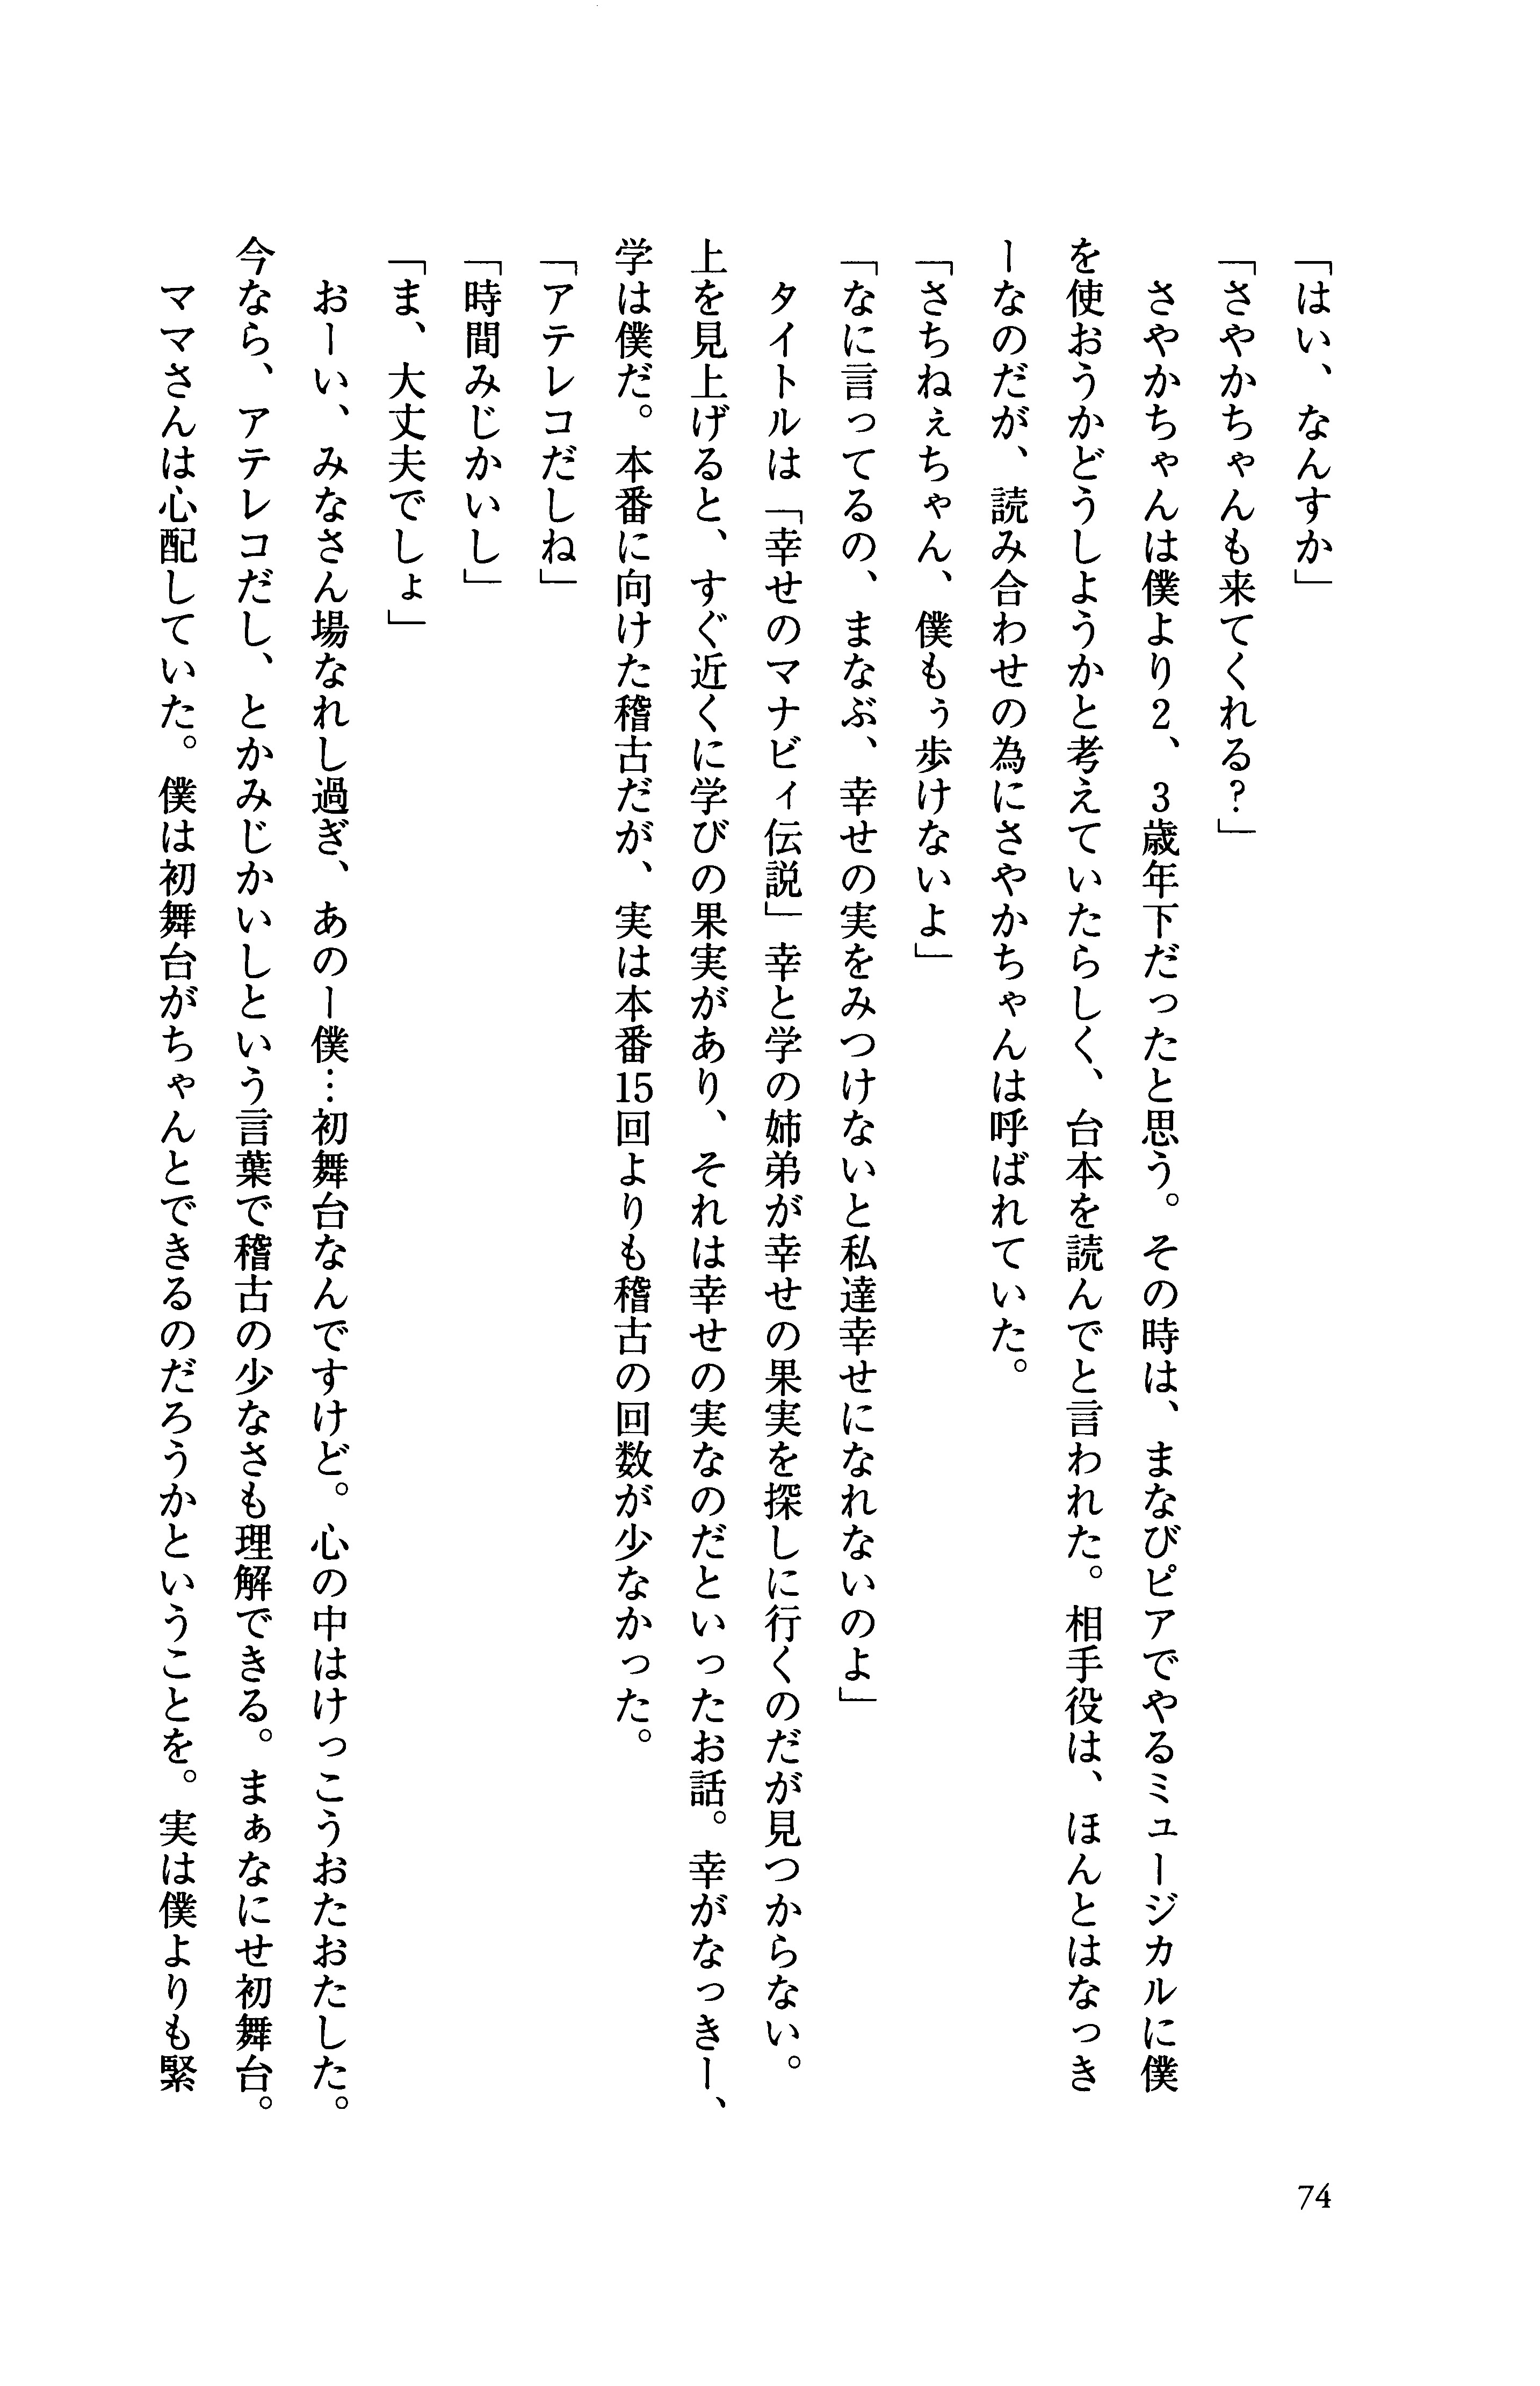 「はい、なんすか」
「さやかちゃんも来てくれる?」
さやかちゃんは僕より2、3歳年下だったと思う。その時は、まなびピアでやるミュージカルに僕
を使おうかどうしようかと考えていたらしく、台本を読んでと言われた。相手役は、ほんとはなっき
ーなのだが、読み合わせの為にさやかちゃんは呼ばれていた。
「さちねぇちゃん、僕もぅ歩けないよ」
「なに言ってるの、まなぶ、幸せの実をみつけないと私達幸せになれないのよ」
タイトルは「幸せのマナビィ伝説」幸と学の姉弟が幸せの果実を探しに行くのだが見つからない。
上を見上げると、すぐ近くに学びの果実があり、それは幸せの実なのだといったお話。幸がなっきー、
学は僕だ。本番に向けた稽古だが、実は本番15回よりも稽古の回数が少なかった。
「アテレコだしね」
「時間みじかいし」
「ま、大丈夫でしょ」
おーい、みなさん場なれし過ぎ、あのー僕…初舞台なんですけど。心の中はけっこうおたおたした。
今なら、アテレコだし、とかみじかいしという言葉で稽古の少なさも理解できる。まぁなにせ初舞台。
ママさんは心配していた。僕は初舞台がちゃんとできるのだろうかということを。実は僕よりも緊
74